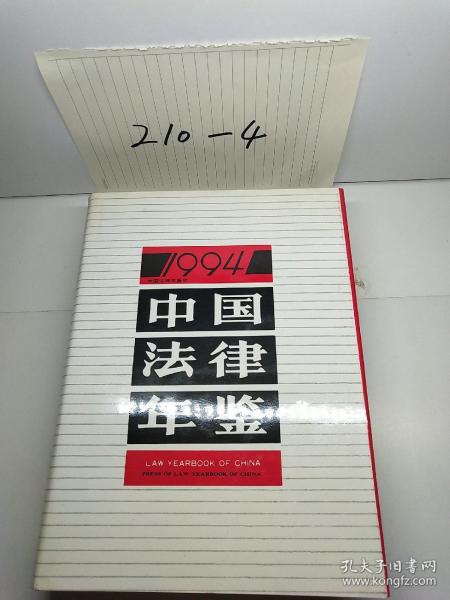 210-4
1994
中国
法律
年鉴
LAW YEARBOOK OF CHINA
PRESS OF LAW YEARBOOK OF CHINA
孔夫子旧书网
www.kongfz.com